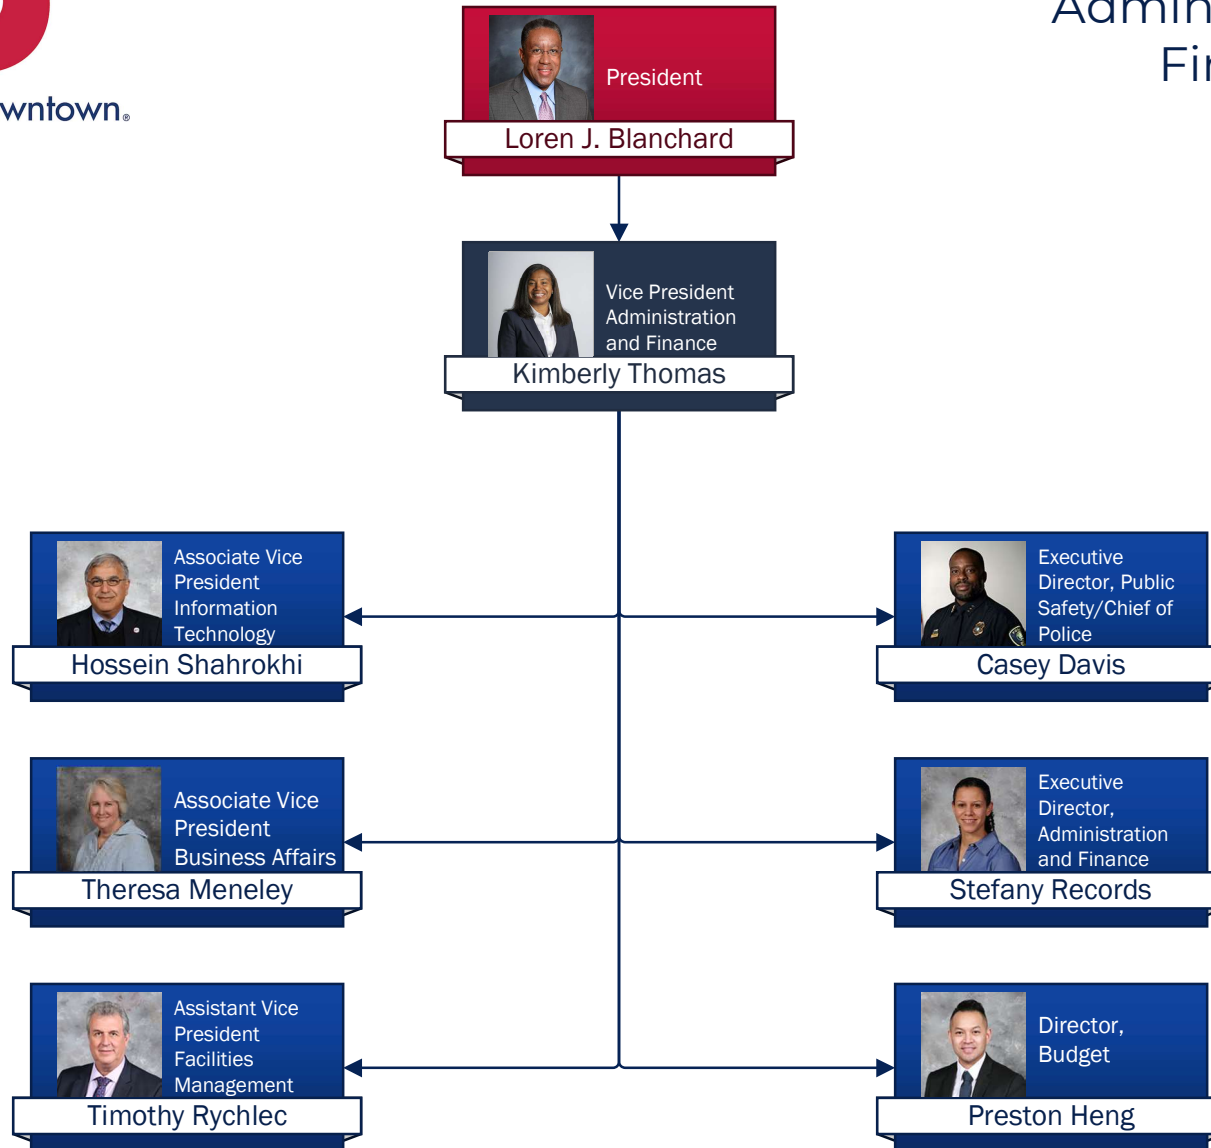 Admin
Fin
wntown®
President
Loren J. Blanchard
Vice President
Administration
and Finance
Kimberly Thomas
Associate Vice
President
Information
Technology
Hossein Shahrokhi
Executive
Director, Public
Safety/Chief of
Police
Casey Davis
Associate Vice
President
Business Affairs
Theresa Meneley
Executive
Director,
Administration
and Finance
Stefany Records
Assistant Vice
President
Facilities
Management
Timothy Rychlec
Director,
Budget
Preston Heng